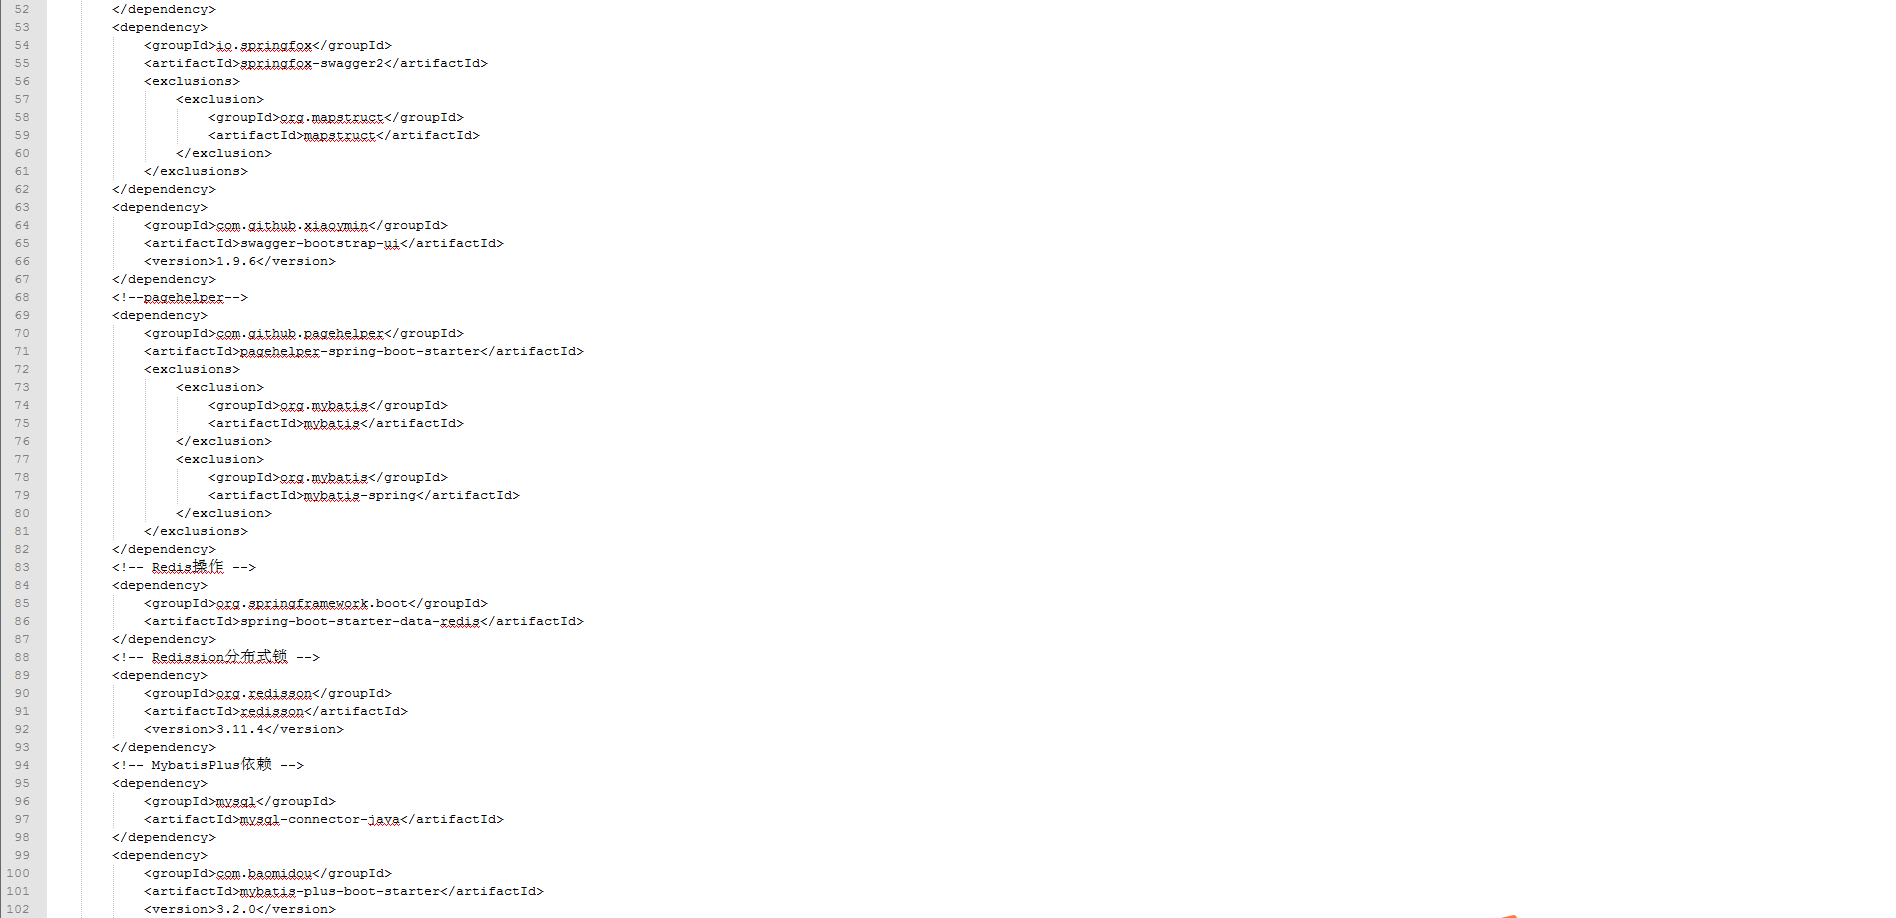 52 </dependency>
53 <dependency>
54 <groupId>io.springfox</groupId>
55 <artifactId>springfox-swagger2</artifactId>
56 <exclusions>
57 <exclusion>
58 <groupId>org.mapstruct</groupId>
59 <artifactId>mapstruct</artifactId>
60 </exclusion>
61 </exclusions>
62 </dependency>
63 <dependency>
64 <groupId>com.github.xiaoymin</groupId>
65 <artifactId>swagger-bootstrap-ui</artifactId>
66 <version>1.9.6</version>
67 </dependency>
68 <!--pagehelper-->
69 <dependency>
70 <groupId>com.github.pagehelper</groupId>
71 <artifactId>pagehelper-spring-boot-starter</artifactId>
72 <exclusions>
73 <exclusion>
74 <groupId>org.mybatis</groupId>
75 <artifactId>mybatis</artifactId>
76 </exclusion>
77 <exclusion>
78 <groupId>org.mybatis</groupId>
79 <artifactId>mybatis-spring</artifactId>
80 </exclusion>
81 </exclusions>
82 </dependency>
83 <!-- Redis操作 -->
84 <dependency>
85 <groupId>org.springframework.boot</groupId>
86 <artifactId>spring-boot-starter-data-redis</artifactId>
87 </dependency>
88 <!-- Redission分布式锁 -->
89 <dependency>
90 <groupId>org.redisson</groupId>
91 <artifactId>redisson</artifactId>
92 <version>3.11.4</version>
93 </dependency>
94 <!-- MybatisPlus依赖 -->
95 <dependency>
96 <groupId>mysql</groupId>
97 <artifactId>mysql-connector-java</artifactId>
98 </dependency>
99 <dependency>
100 <groupId>com.baomidou</groupId>
101 <artifactId>mybatis-plus-boot-starter</artifactId>
102 <version>3.2.0</version>